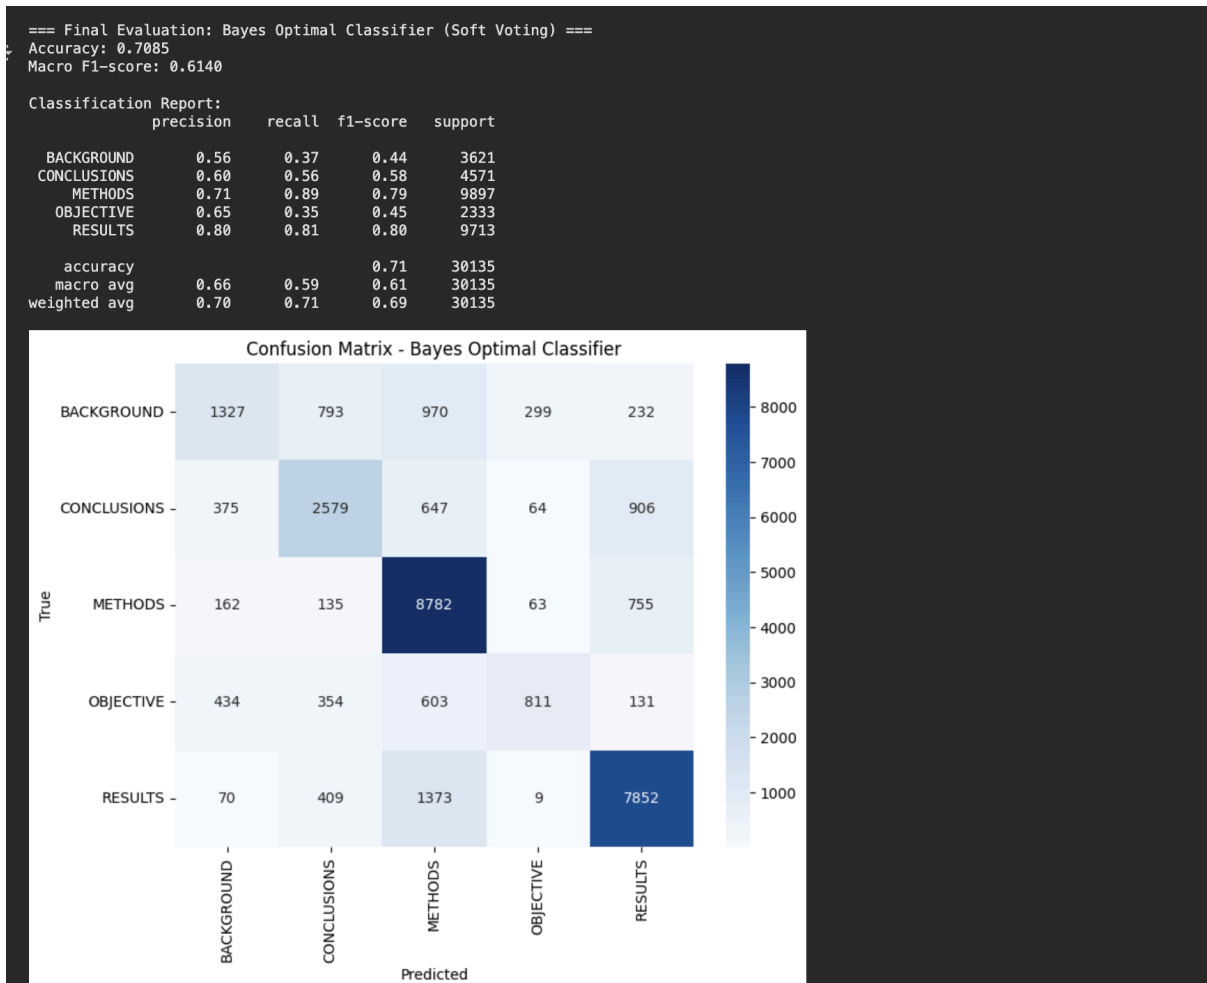 === Final Evaluation: Bayes Optimal Classifier (Soft Voting) ===
Accuracy: 0.7085
Macro F1-score: 0.6140
Classification Report:
precision recall f1-score support
BACKGROUND 0.56 0.37 0.44 3621
CONCLUSIONS 0.60 0.56 0.58 4571
METHODS 0.71 0.89 0.79 9897
OBJECTIVE 0.65 0.35 0.45 2333
RESULTS 0.80 0.81 0.80 9713
accuracy 0.71 30135
macro avg 0.66 0.59 0.61 30135
weighted avg 0.70 0.71 0.69 30135
Confusion Matrix - Bayes Optimal Classifier
BACKGROUND 1327 793 970 299 232
CONCLUSIONS 375 2579 647 64 906
METHODS 162 135 8782 63 755
OBJECTIVE 434 354 603 811 131
RESULTS 70 409 1373 9 7852
True
BACKGROUND CONCLUSIONS METHODS OBJECTIVE RESULTS
Predicted
8000
7000
6000
5000
4000
3000
2000
1000